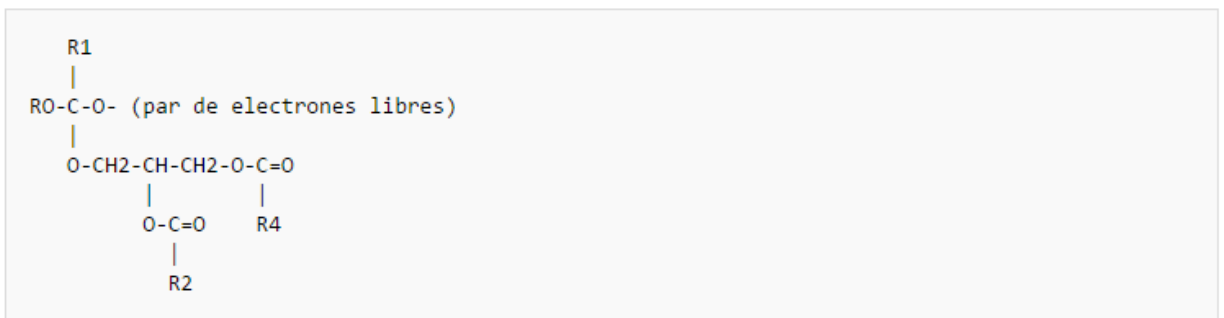 R1
|
RO-C-O- (par de electrones libres)
|
O-CH2-CH-CH2-O-C=O
| |
O-C=O R4
|
R2